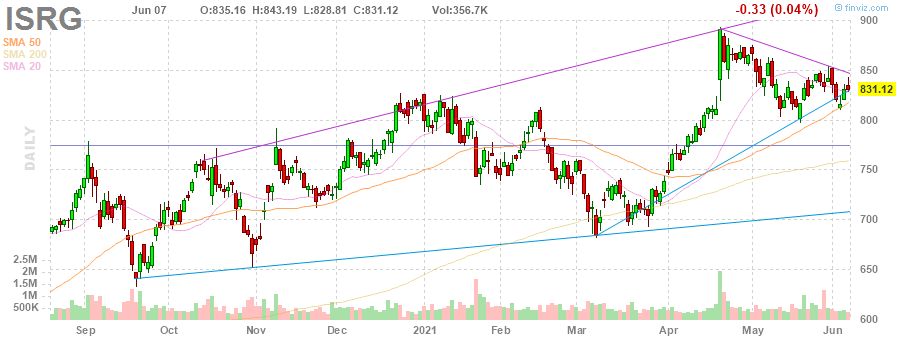 ISRG Jun 07 O:835.16 H:843.19 L:828.81 C:831.12 Vol:356.7K -0.33 (0.04%) finviz.com
SMA 50
SMA 200
SMA 20
DAILY
900
850
831.12
800
750
700
650
600
2.5M
2M
1.5M
1M
500K
Sep Oct Nov Dec 2021 Feb Mar Apr May Jun